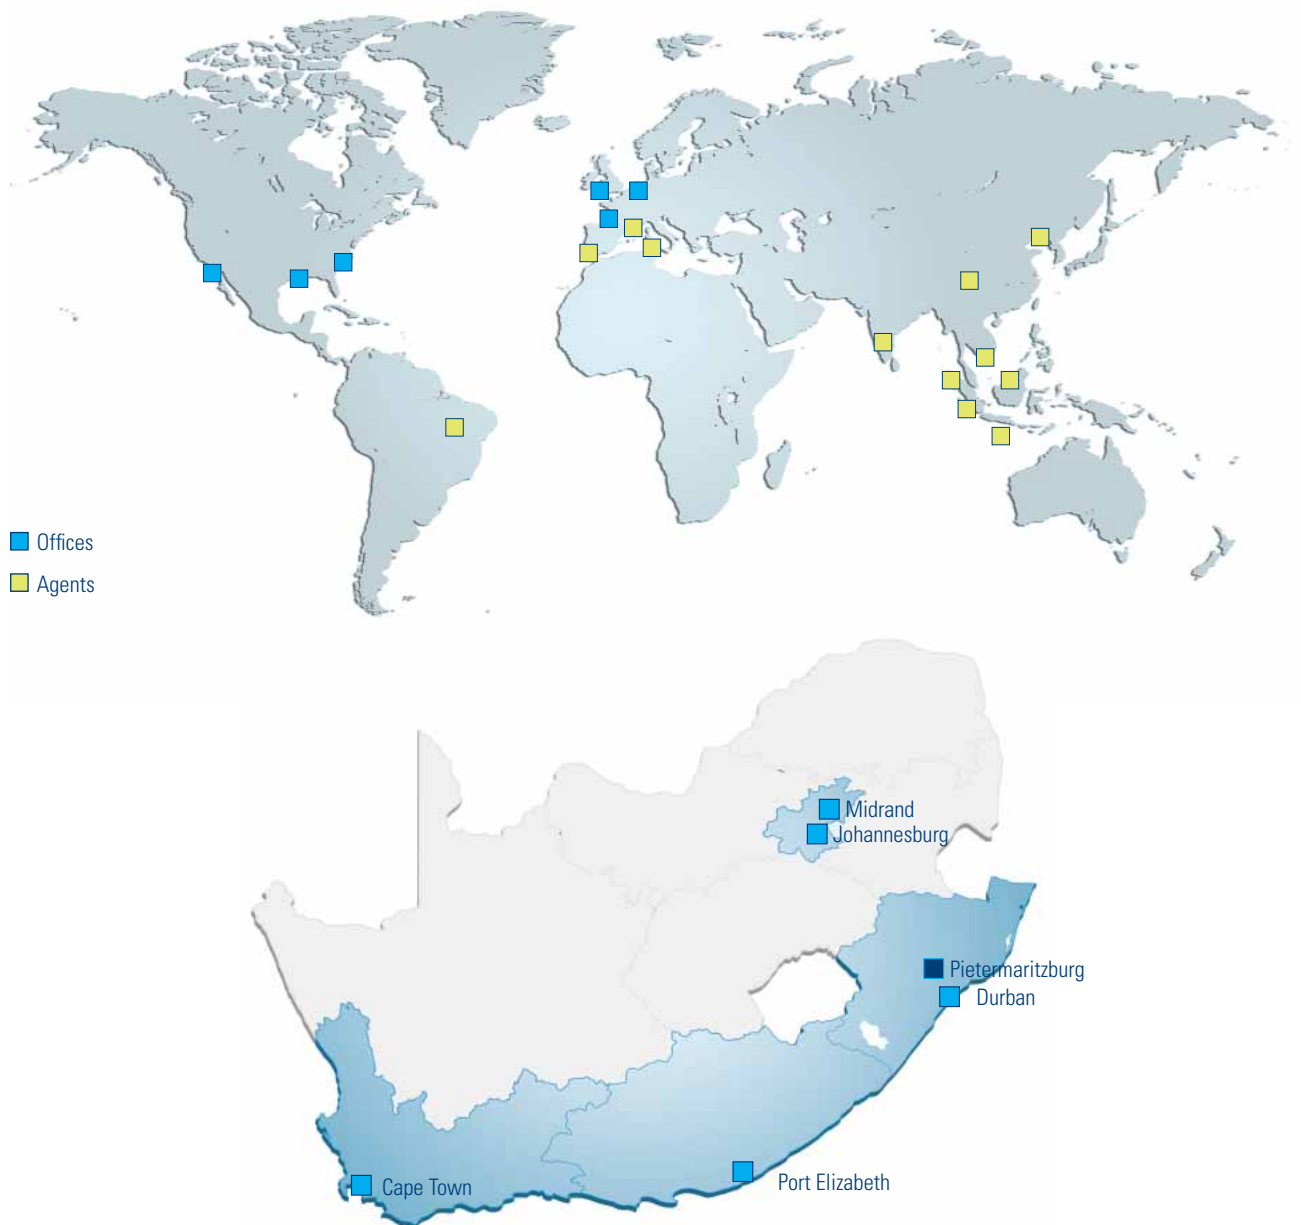 Offices
Agents
Midrand
Johannesburg
Pietermaritzburg
Durban
Cape Town
Port Elizabeth